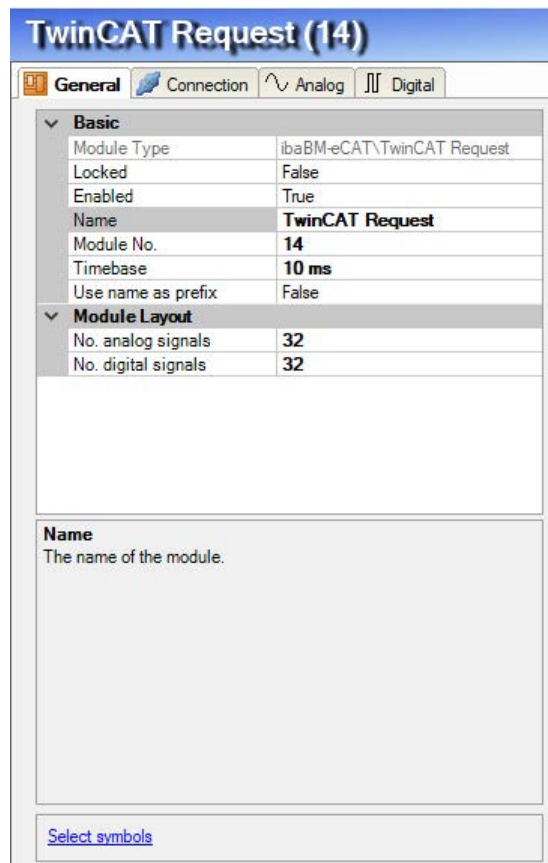 TwinCAT Request (14)
General Connection Analog Digital
Basic
Module Type ibaBM-eCAT\TwinCAT Request
Locked False
Enabled True
Name TwinCAT Request
Module No. 14
Timebase 10 ms
Use name as prefix False
Module Layout
No. analog signals 32
No. digital signals 32
Name
The name of the module.
Select symbols